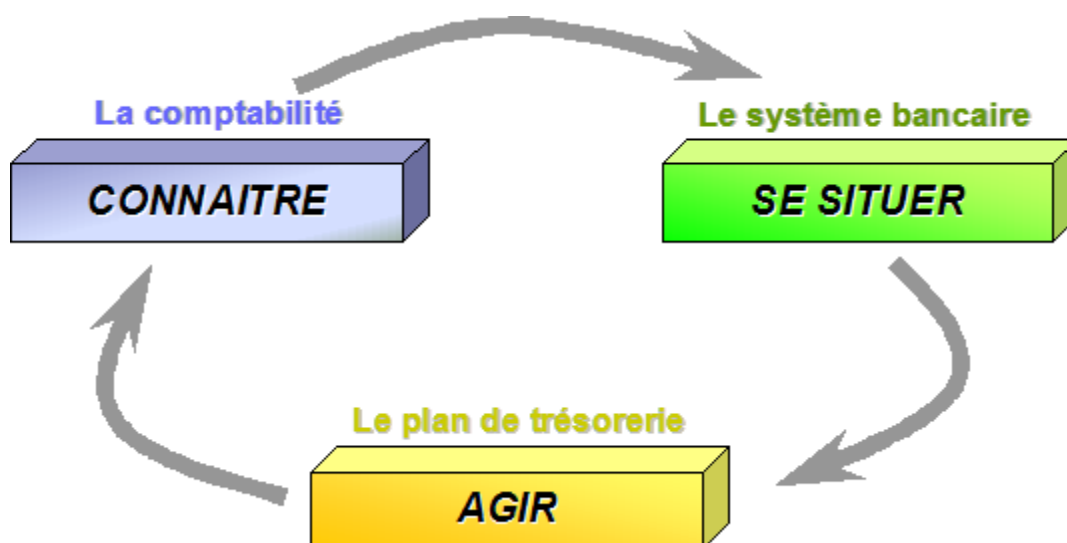 La comptabilité
CONNAITRE
Le système bancaire
SE SITUER
Le plan de trésorerie
AGIR